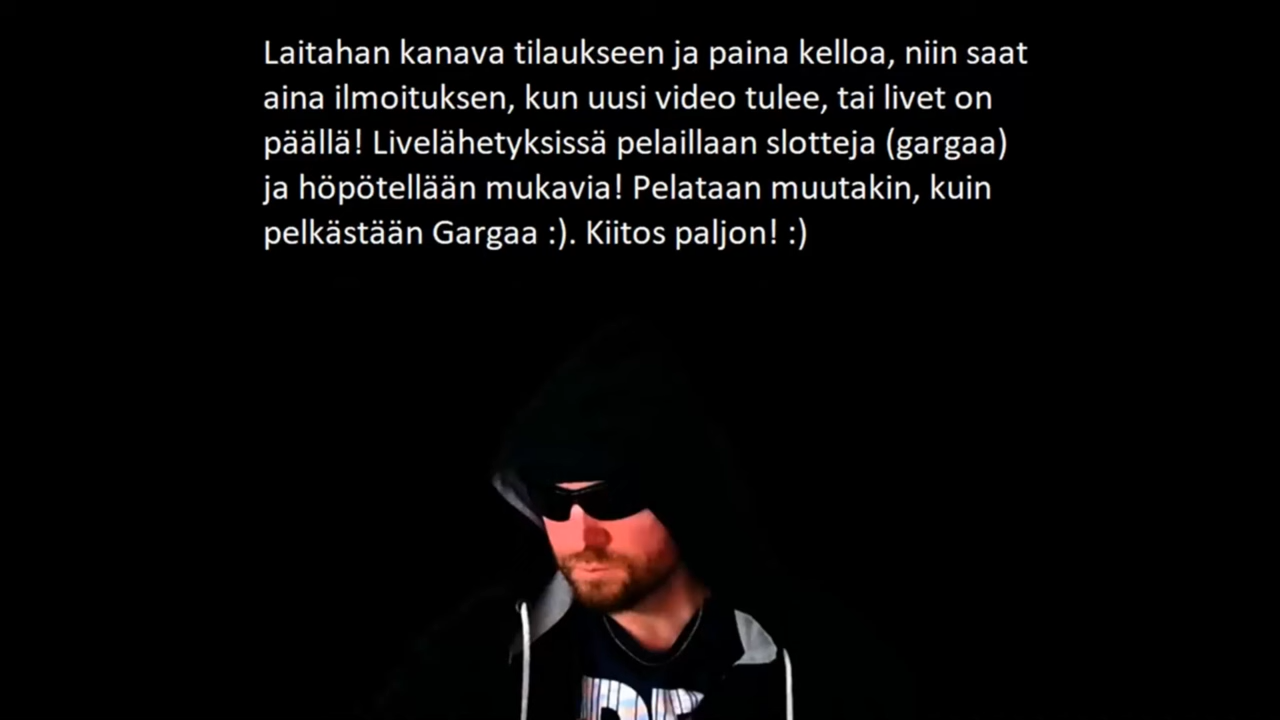 Laitahan kanava tilaukseen ja paina kelloa, niin saat
aina ilmoituksen, kun uusi video tulee, tai livet on
päällä! Livelähetyksissä pelaillaan slotteja (gargaa)
ja höpötellään mukavia! Pelataan muutakin, kuin
pelkästään Gargaa :). Kiitos paljon! :)